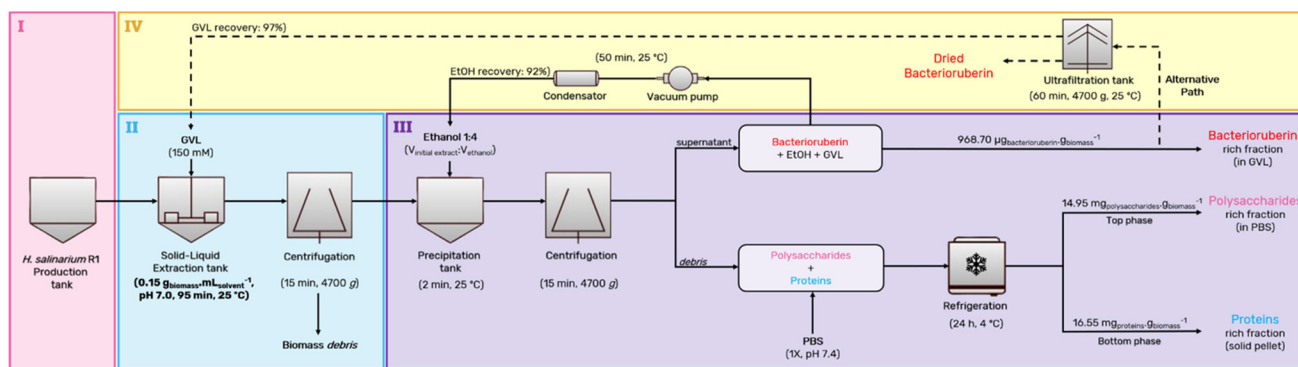 I
IV
GVL recovery: 97%)
(50 min, 25 °C)
EtOH recovery: 92%)
Condensator
Vacuum pump
Dried
Bacterioruberin
Ultrafiltration tank
(60 min, 4700 g, 25 °C)
Alternative
Path
II
GVL
(150 mM)
III
Ethanol 1:4
(Vinitial extract:Vethanol)
supernatant
Bacterioruberin
+ EtOH + GVL
968.70 µgbacterioruberin.gbiomass-1
Bacterioruberin
rich fraction
(in GVL)
H. salinarium R1
Production
tank
Solid-Liquid
Extraction tank
(0.15 gbiomass.mLsolvent-1,
pH 7.0, 95 min, 25 °C)
Centrifugation
(15 min, 4700 g)
Biomass debris
Precipitation
tank
(2 min, 25 °C)
Centrifugation
(15 min, 4700 g)
debris
Polysaccharides
+
Proteins
PBS
(1X, pH 7.4)
Refrigeration
(24 h, 4 °C)
14.95 mgpolysaccharides.gbiomass-1
Top phase
Polysaccharides
rich fraction
(in PBS)
16.55 mgproteins.gbiomass-1
Bottom phase
Proteins
rich fraction
(solid pellet)